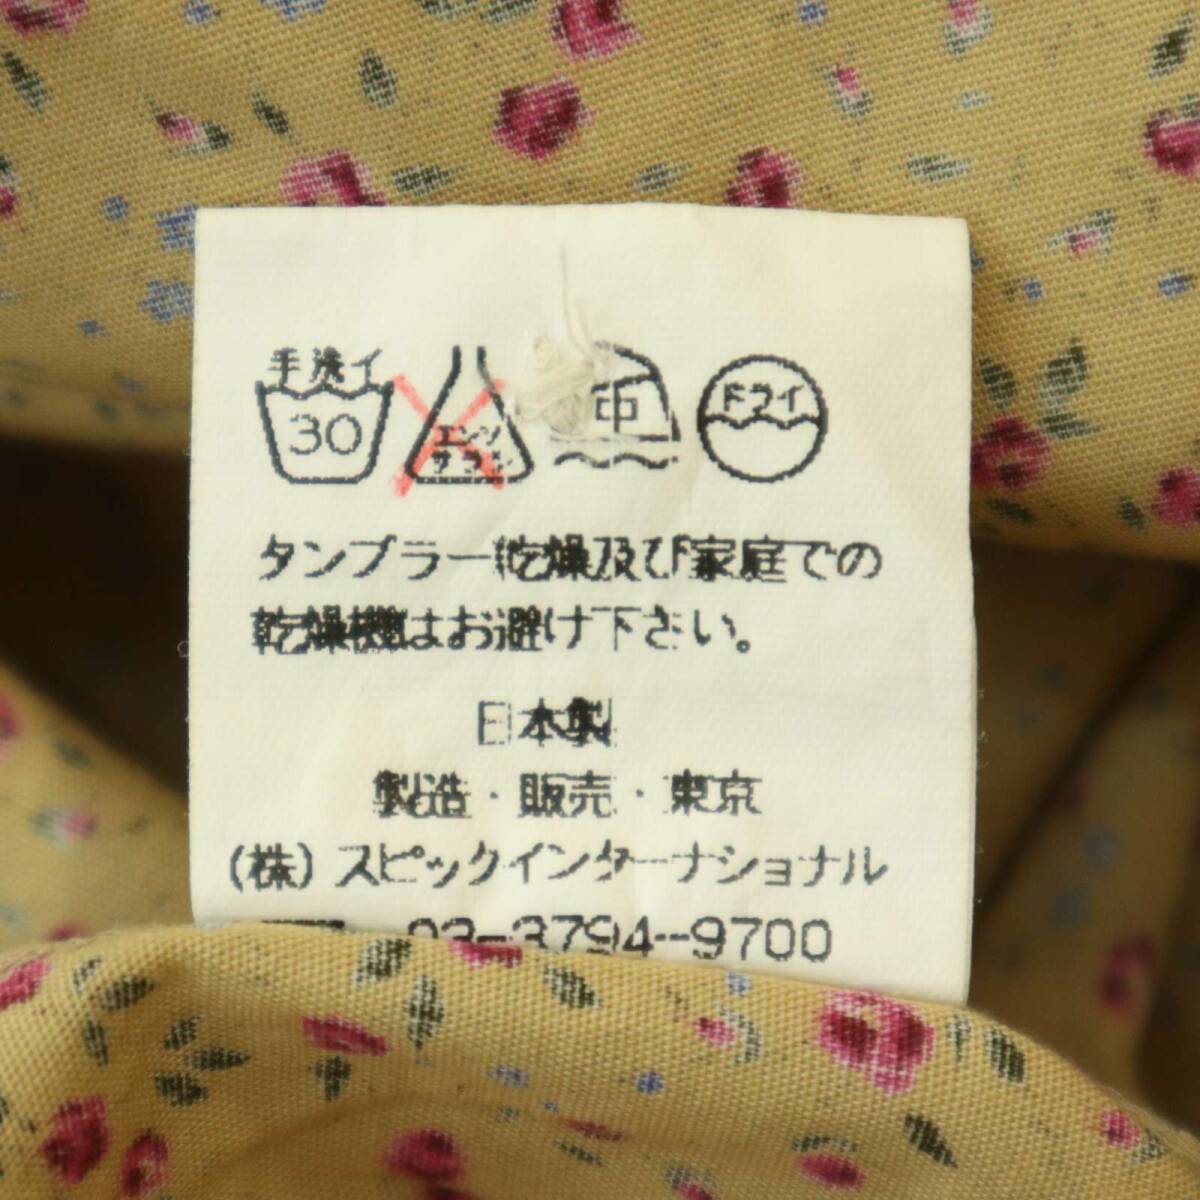 手洗イ
30
エンソ
サラシ
中
ドライ
タンブラー乾燥及び家庭での
乾燥機はお避け下さい。
日本製
製造・販売・東京
(株)スピックインターナショナル
03-3794-9700